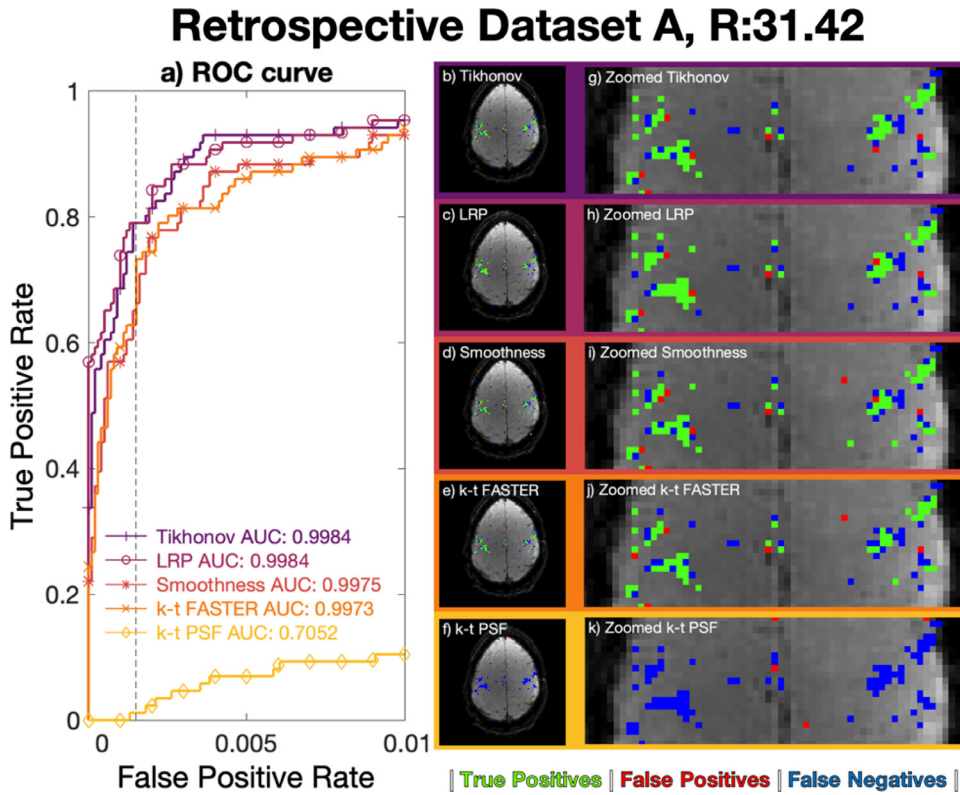 Retrospective Dataset A, R:31.42
a) ROC curve
True Positive Rate
1
0.8
0.6
0.4
0.2
0
0
0.005
0.01
False Positive Rate
Tikhonov AUC: 0.9984
LRP AUC: 0.9984
Smoothness AUC: 0.9975
k-t FASTER AUC: 0.9973
k-t PSF AUC: 0.7052
b) Tikhonov
g) Zoomed Tikhonov
c) LRP
h) Zoomed LRP
d) Smoothness
i) Zoomed Smoothness
e) k-t FASTER
j) Zoomed k-t FASTER
f) k-t PSF
k) Zoomed k-t PSF
| True Positives | False Positives | False Negatives |